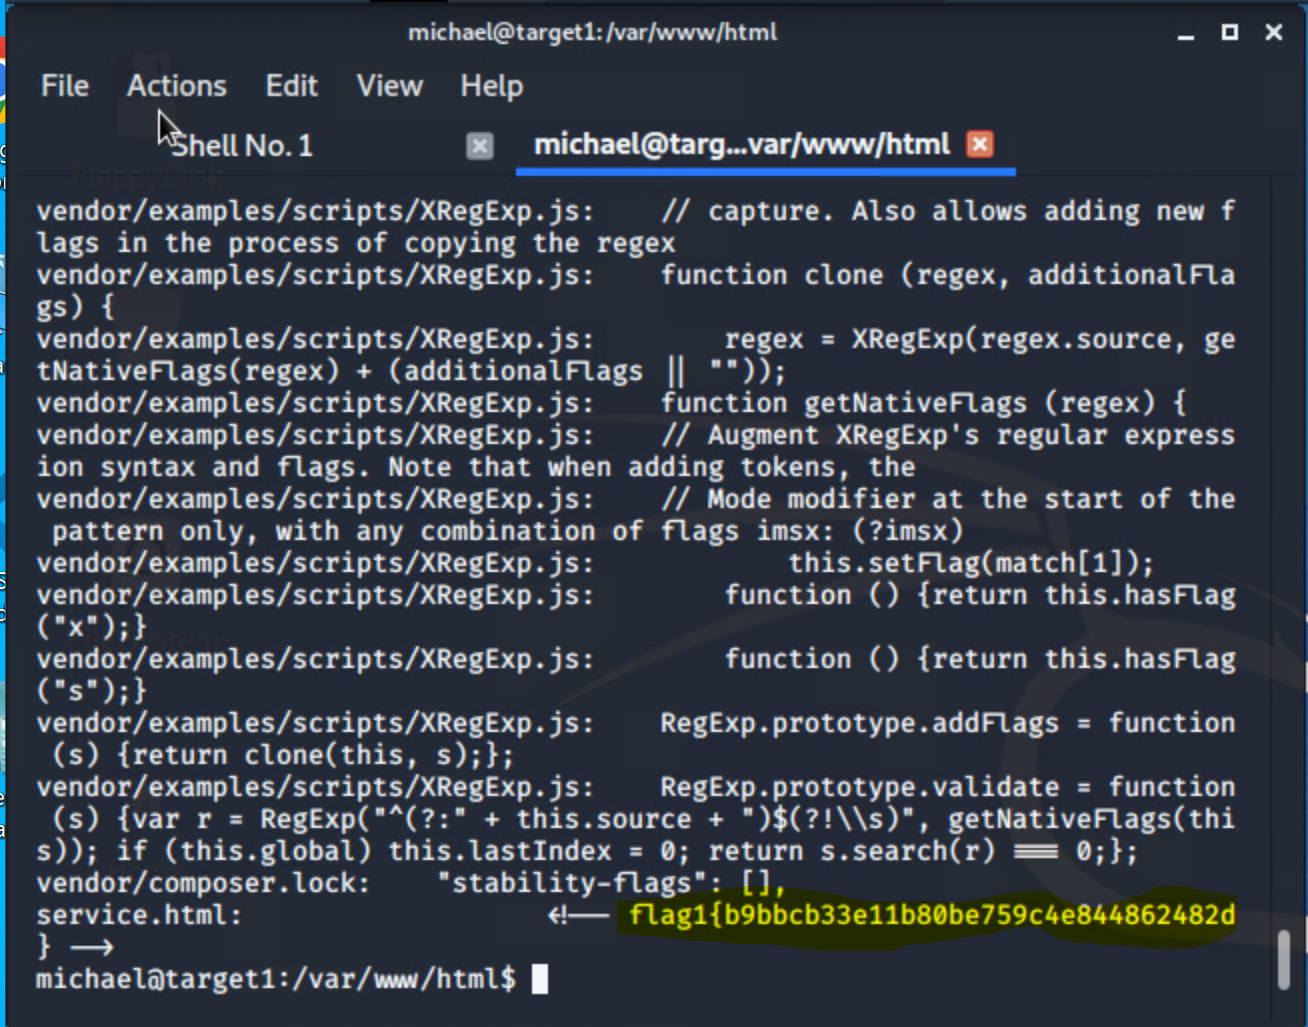 michael@target1:/var/www/html
File Actions Edit View Help
Shell No. 1 michael@targ...var/www/html
vendor/examples/scripts/XRegExp.js:    // capture. Also allows adding new f
lags in the process of copying the regex
vendor/examples/scripts/XRegExp.js:    function clone (regex, additionalFla
gs) {
vendor/examples/scripts/XRegExp.js:        regex = XRegExp(regex.source, ge
tNativeFlags(regex) + (additionalFlags || ""));
vendor/examples/scripts/XRegExp.js:    function getNativeFlags (regex) {
vendor/examples/scripts/XRegExp.js:    // Augment XRegExp's regular express
ion syntax and flags. Note that when adding tokens, the
vendor/examples/scripts/XRegExp.js:    // Mode modifier at the start of the
 pattern only, with any combination of flags imsx: (?imsx)
vendor/examples/scripts/XRegExp.js:            this.setFlag(match[1]);
vendor/examples/scripts/XRegExp.js:        function () {return this.hasFlag
("x");}
vendor/examples/scripts/XRegExp.js:        function () {return this.hasFlag
("s");}
vendor/examples/scripts/XRegExp.js:    RegExp.prototype.addFlags = function
 (s) {return clone(this, s);};
vendor/examples/scripts/XRegExp.js:    RegExp.prototype.validate = function
 (s) {var r = RegExp("^(?:" + this.source + ")$(?!\\s)", getNativeFlags(thi
s)); if (this.global) this.lastIndex = 0; return s.search(r) === 0;};
vendor/composer.lock:    "stability-flags": [],
service.html:                   <!-- flag1{b9bbcb33e11b80be759c4e844862482d
} -->
michael@target1:/var/www/html$